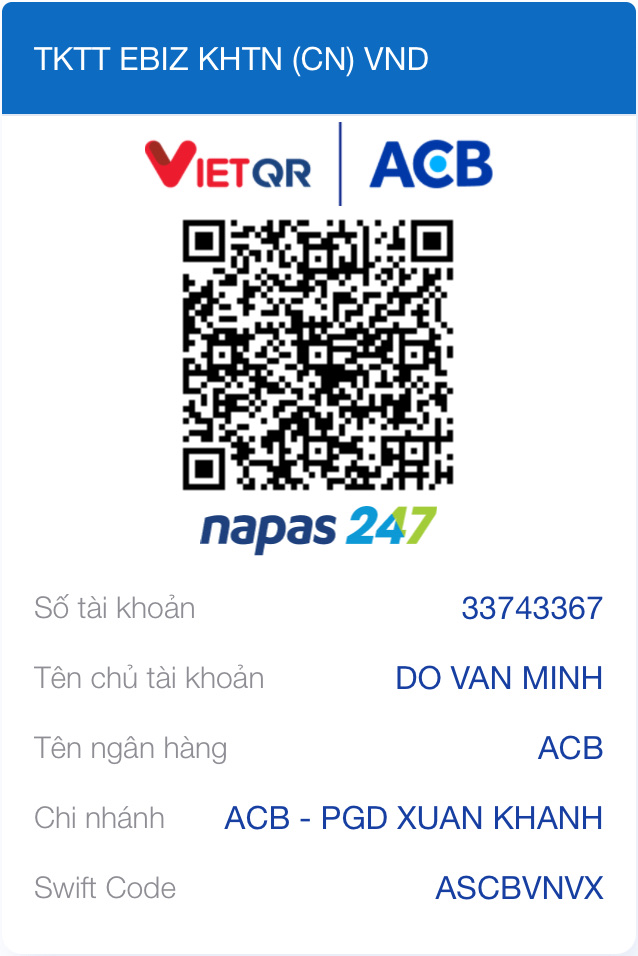 TKTT EBIZ KHTN (CN) VND
VIETQR ACB
napas 247
Số tài khoản 33743367
Tên chủ tài khoản DO VAN MINH
Tên ngân hàng ACB
Chi nhánh ACB - PGD XUAN KHANH
Swift Code ASCBVNVX